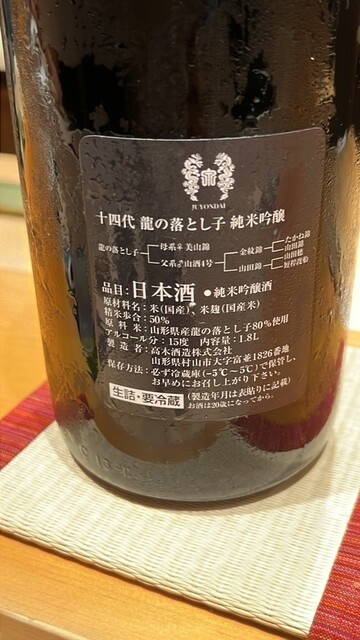 JUYONDAI
十四代 龍の落とし子 純米吟醸
龍の落とし子
母系♀美山錦
父系♂山酒4号
金紋錦
山田錦
たかね錦
山田錦
山田穂
短稈渡船
品目:日本酒・純米吟醸酒
原材料名:米(国産)、米麹(国産米)
精米歩合:50%
原料米:山形県産龍の落とし子80%使用
アルコール分:15度 内容量:1.8L
製造者:高木酒造株式会社
山形県村山市大字富並1826番地
保存方法:必ず冷蔵庫(-5℃〜5℃)で保管し、
お早めにお召し上がり下さい。
生詰・要冷蔵
(製造年月は表貼りに記載)
お酒は20歳になってから。